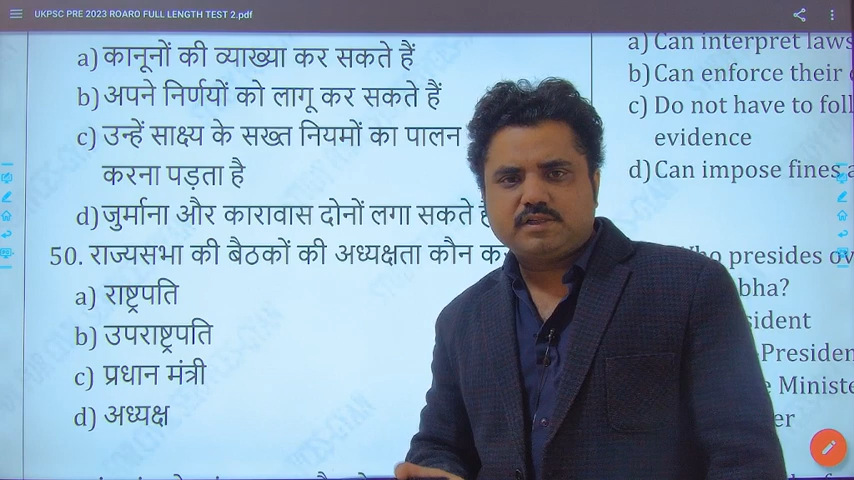 UKPSC PRE 2023 ROARO FULL LENGTH TEST 2.pdf
a) कानूनों की व्याख्या कर सकते हैं
b) अपने निर्णयों को लागू कर सकते हैं
c) उन्हें साक्ष्य के सख्त नियमों का पालन
करना पड़ता है
d) जुर्माना और कारावास दोनों लगा सकते
50. राज्यसभा की बैठकों की अध्यक्षता कौन
a) राष्ट्रपति
b) उपराष्ट्रपति
c) प्रधान मंत्री
d) अध्यक्ष
a) Can interpret laws
b) Can enforce their
c) Do not have to
evidence
d) Can impose fines
presides